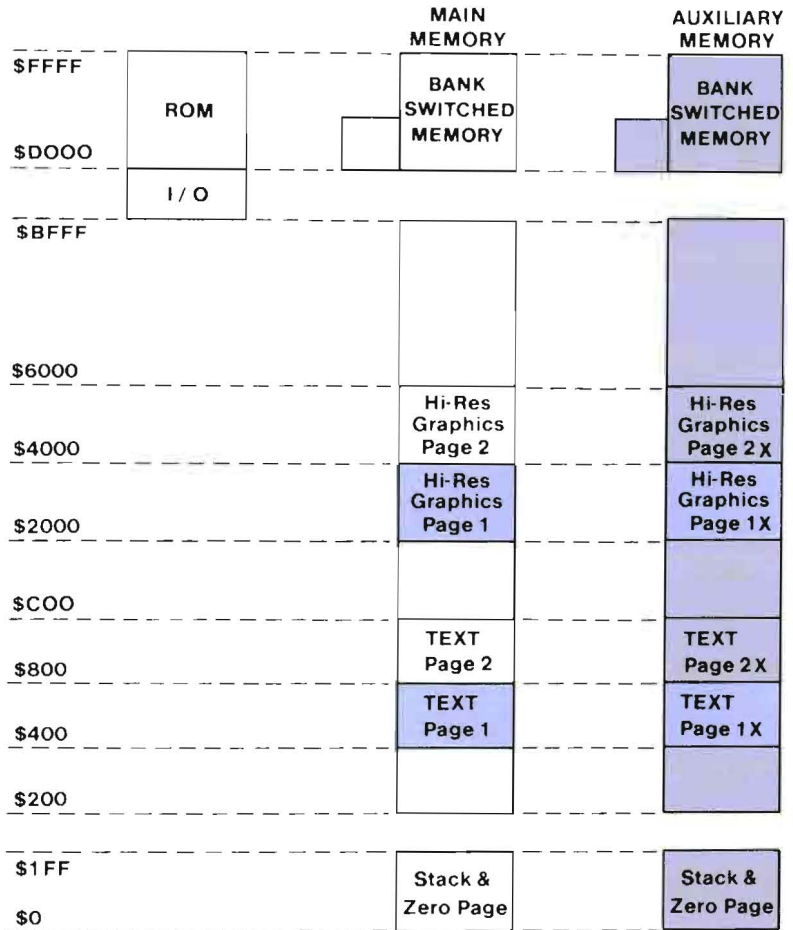 MAIN
MEMORY
AUXILIARY
MEMORY
$FFFF
ROM
BANK
SWITCHED
MEMORY
BANK
SWITCHED
MEMORY
$D000
I/O
$BFFF
$6000
Hi-Res
Graphics
Page 2
Hi-Res
Graphics
Page 2X
$4000
Hi-Res
Graphics
Page 1
Hi-Res
Graphics
Page 1X
$2000
$C00
TEXT
Page 2
TEXT
Page 2X
$800
TEXT
Page 1
TEXT
Page 1X
$400
$200
$1FF
Stack &
Zero Page
Stack &
Zero Page
$0